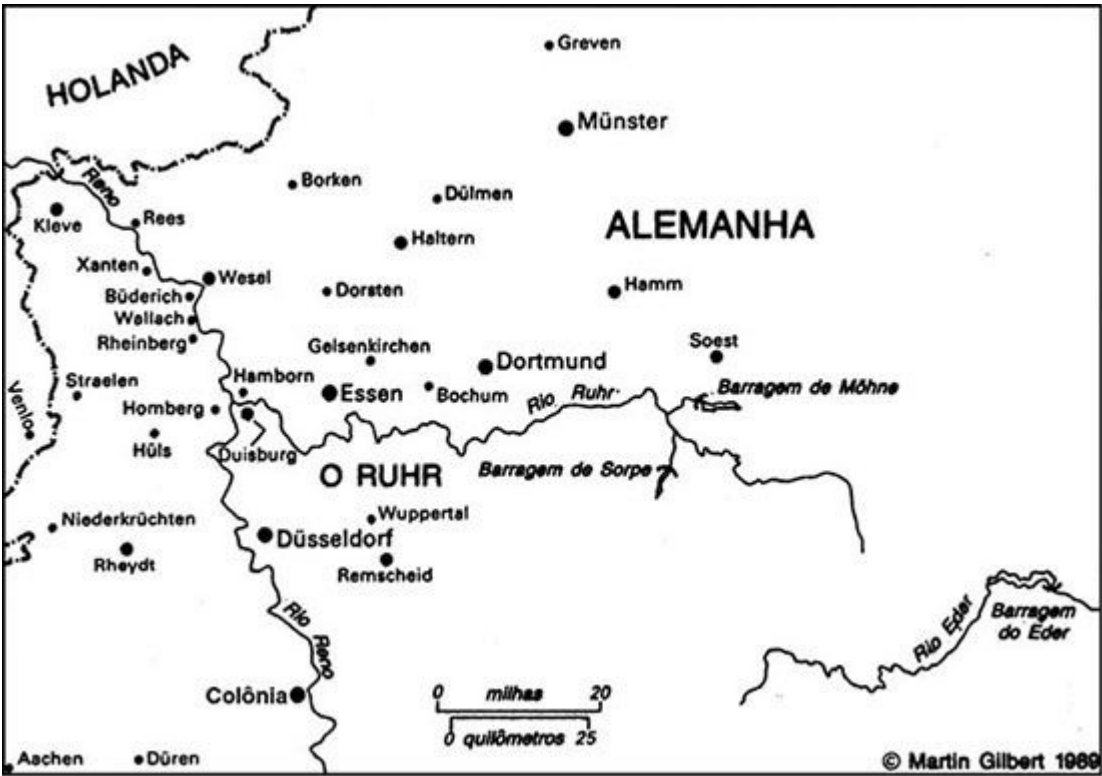 Greven
HOLANDA
Münster
Reno
Borken
Dülmen
Kleve
Rees
ALEMANHA
Haltern
Xanten
Wesel
Büderich
Dorsten
Hamm
Wallach
Rheinberg
Gelsenkirchen
Dortmund
Soest
Straelen
Hamborn
Essen
Bochum
Rio Ruhr
Barragem de Möhne
Venlo
Homberg
Hüls
Duisburg
O RUHR
Barragem de Sorpe
Niederkrüchten
Wuppertal
Düsseldorf
Rheydt
Remscheid
Rio Reno
Rio Eder
Barragem
do Eder
Colônia
0 milhas 20
0 quilômetros 25
Aachen
Düren
© Martin Gilbert 1989